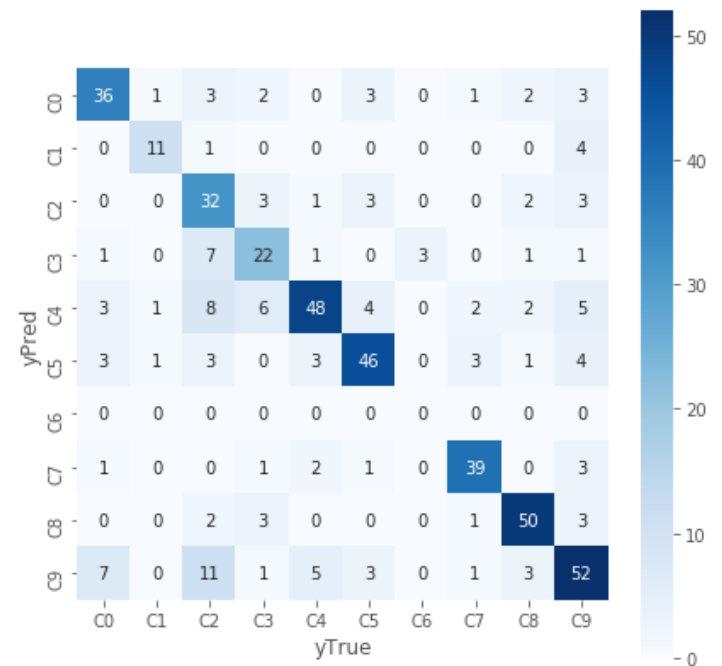 50
C0 36 1 3 2 0 3 0 1 2 3
C1 0 11 1 0 0 0 0 0 0 4
40
C2 0 0 32 3 1 3 0 0 2 3
C3 1 0 7 22 1 0 3 0 1 1
30
C4 3 1 8 6 48 4 0 2 2 5
yPred
C5 3 1 3 0 3 46 0 3 1 4
20
C6 0 0 0 0 0 0 0 0 0 0
C7 1 0 0 1 2 1 0 39 0 3
10
C8 0 0 2 3 0 0 0 1 50 3
C9 7 0 11 1 5 3 0 1 3 52
C0 C1 C2 C3 C4 C5 C6 C7 C8 C9
yTrue
0